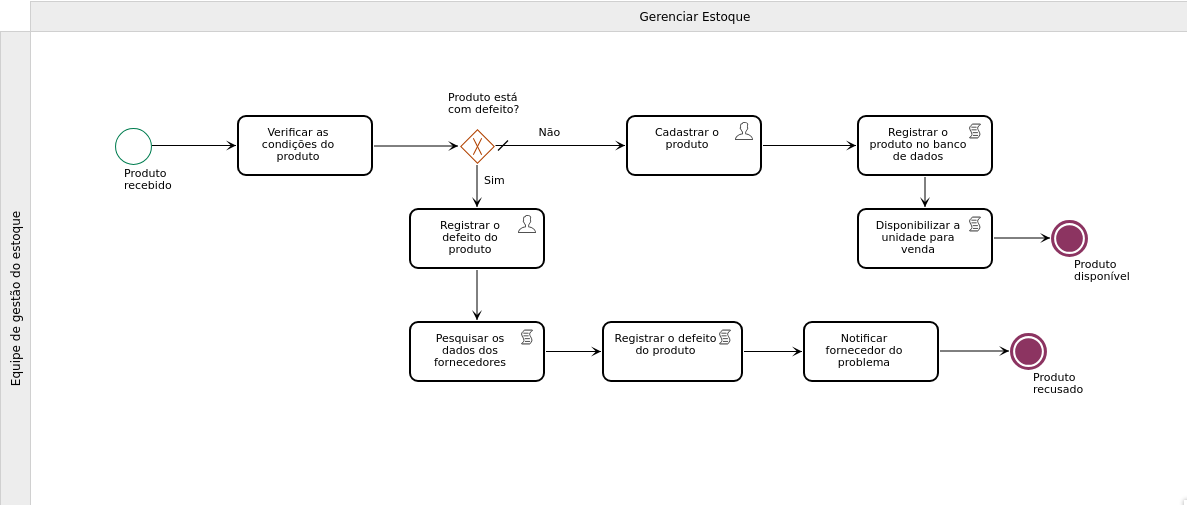 Gerenciar Estoque
Equipe de gestão do estoque
Produto
recebido
Verificar as
condições do
produto
Produto está
com defeito?
Não
Sim
Cadastrar o
produto
Registrar o
produto no banco
de dados
Disponibilizar a
unidade para
venda
Produto
disponível
Registrar o
defeito do
produto
Pesquisar os
dados dos
fornecedores
Registrar o defeito
do produto
Notificar
fornecedor do
problema
Produto
recusado